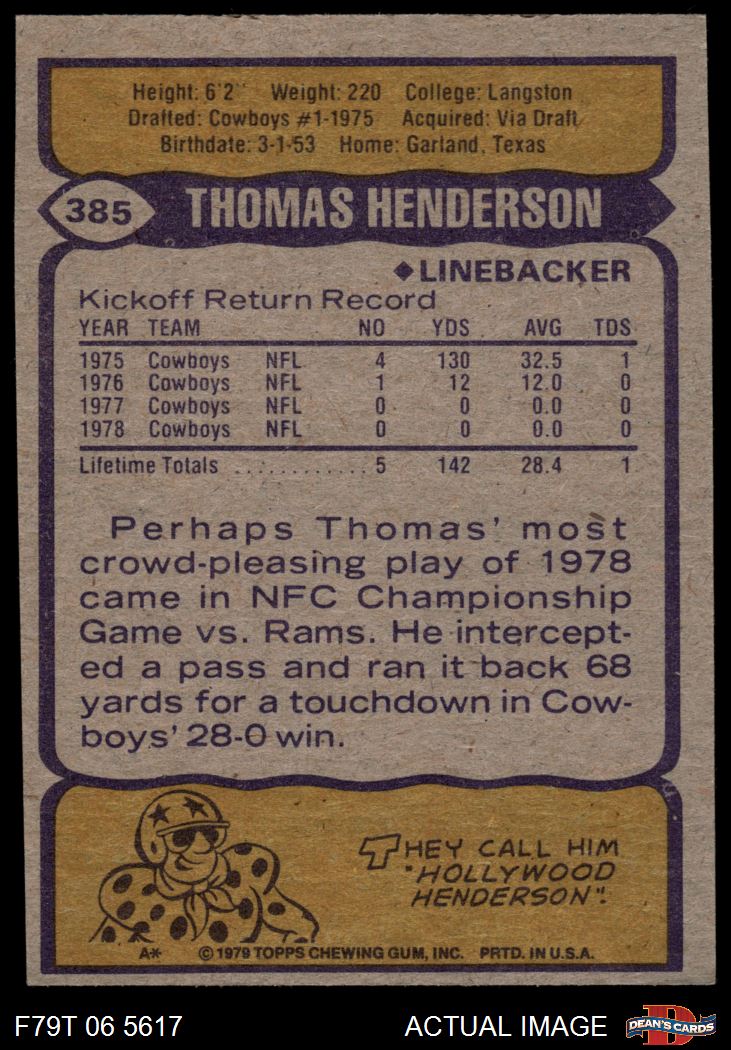 Height: 6'2" Weight: 220 College: Langston
Drafted: Cowboys #1-1975 Acquired: Via Draft
Birthdate: 3-1-53 Home: Garland, Texas
385 THOMAS HENDERSON
◆LINEBACKER
Kickoff Return Record
YEAR TEAM NO YDS. AVG TDS
1975 Cowboys NFL 4 130 32.5 1
1976 Cowboys NFL 1 12 12.0 0
1977 Cowboys NFL 0 0 0.0 0
1978 Cowboys NFL 0 0 0.0 0
Lifetime Totals ............ 5 142 28.4 1
Perhaps Thomas' most
crowd-pleasing play of 1978
came in NFC Championship
Game vs. Rams. He intercept-
ed a pass and ran it back 68
yards for a touchdown in Cow-
boys' 28-0 win.
THEY CALL HIM
"HOLLYWOOD
HENDERSON".
A* © 1979 TOPPS CHEWING GUM, INC. PRTD. IN U.S.A.
F79T 06 5617 ACTUAL IMAGE D DEAN'S CARDS